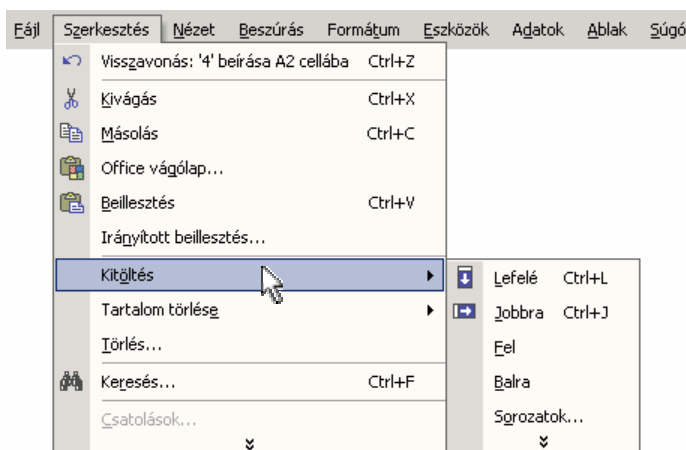 Fájl Szerkesztés Nézet Beszúrás Formátum Eszközök Adatok Ablak Súgó
Visszavonás: '4' beírása A2 cellába Ctrl+Z
Kivágás Ctrl+X
Másolás Ctrl+C
Office vágólap...
Beillesztés Ctrl+V
Irányított beillesztés...
Kitöltés
Lefelé Ctrl+L
Tartalom törlése
Jobbra Ctrl+J
Törlés...
Fel
Keresés... Ctrl+F
Balra
Csatolások...
Sorozatok...